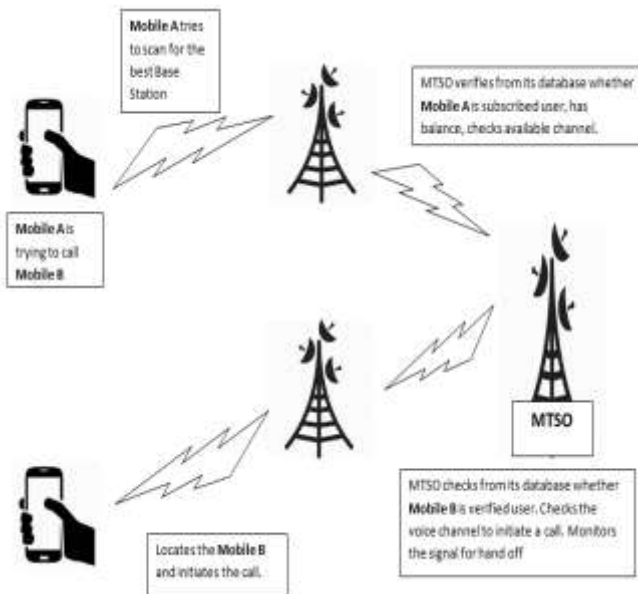 Mobile A tries
to scan for the
best Base
Station
MTSO verifies from its database whether
Mobile A is subscribed user, has
balance, checks available channel.
Mobile A is
trying to call
Mobile B
MTSO
MTSO checks from its database whether
Mobile B is verified user. Checks the
voice channel to initiate a call. Monitors
the signal for hand off
Locates the Mobile B
and initiates the call.